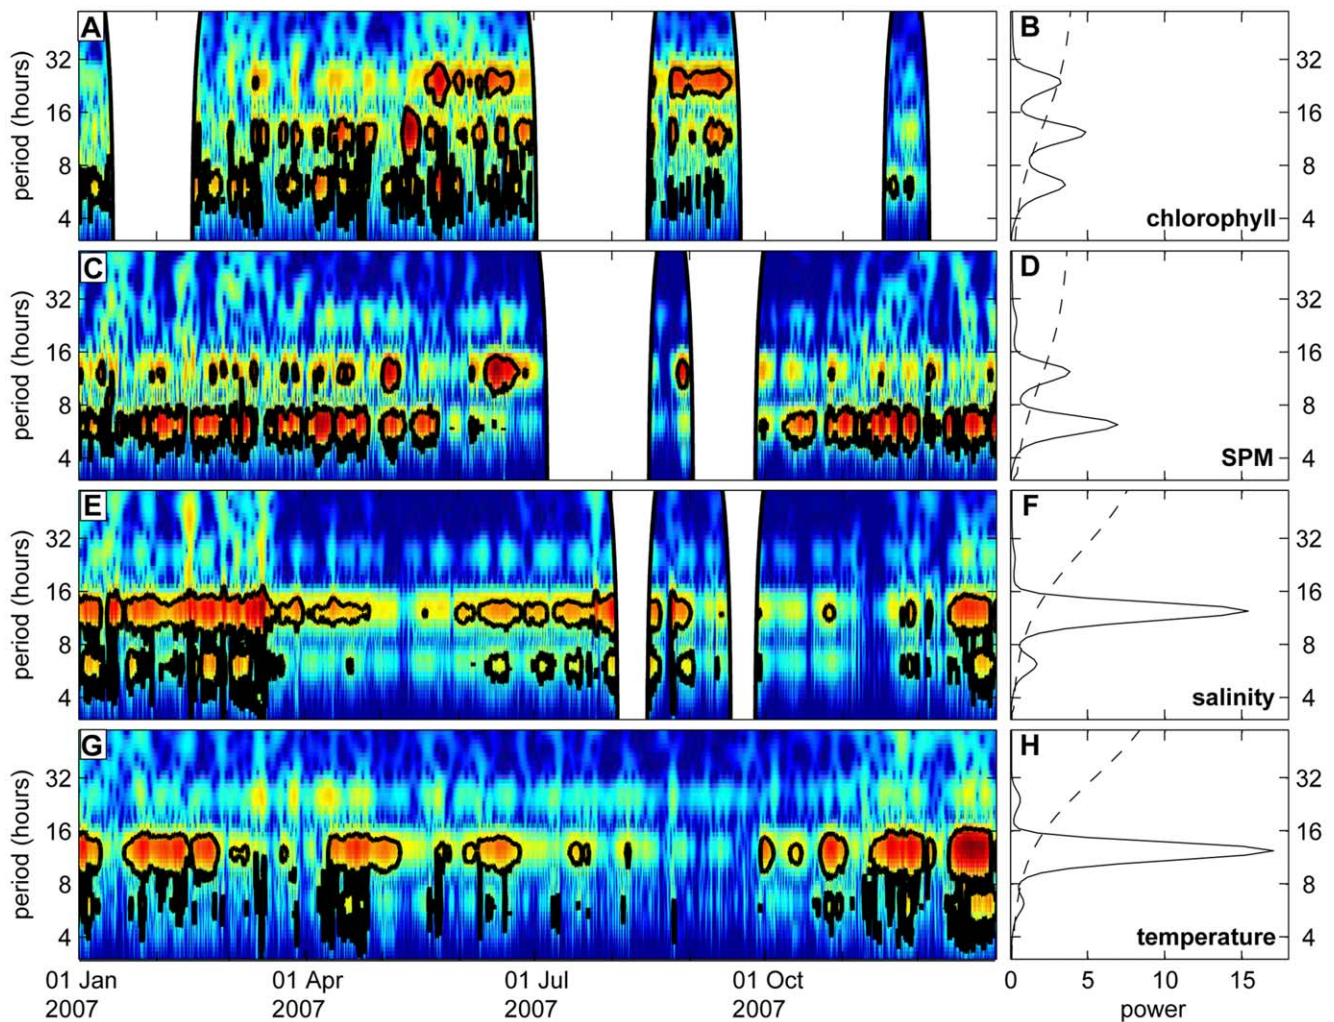 A
B
period (hours)
32
16
8
4
32
16
8
4
chlorophyll
C
D
period (hours)
32
16
8
4
32
16
8
4
SPM
E
F
period (hours)
32
16
8
4
32
16
8
4
salinity
G
H
period (hours)
32
16
8
4
32
16
8
4
temperature
01 Jan 01 Apr 01 Jul 01 Oct
2007 2007 2007 2007
0 5 10 15
power